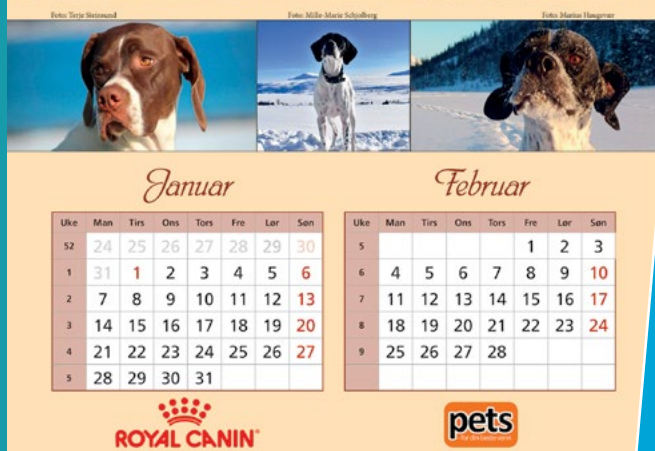 Foto: Terje Steinsund
Foto: Mille-Marie Schjolberg
Foto: Marius Haugsvær
Januar
Uke Man Tirs Ons Tors Fre Lør Søn
52 24 25 26 27 28 29 30
1 31 1 2 3 4 5 6
2 7 8 9 10 11 12 13
3 14 15 16 17 18 19 20
4 21 22 23 24 25 26 27
5 28 29 30 31
ROYAL CANIN
Februar
Uke Man Tirs Ons Tors Fre Lør Søn
5 1 2 3
6 4 5 6 7 8 9 10
7 11 12 13 14 15 16 17
8 18 19 20 21 22 23 24
9 25 26 27 28
pets